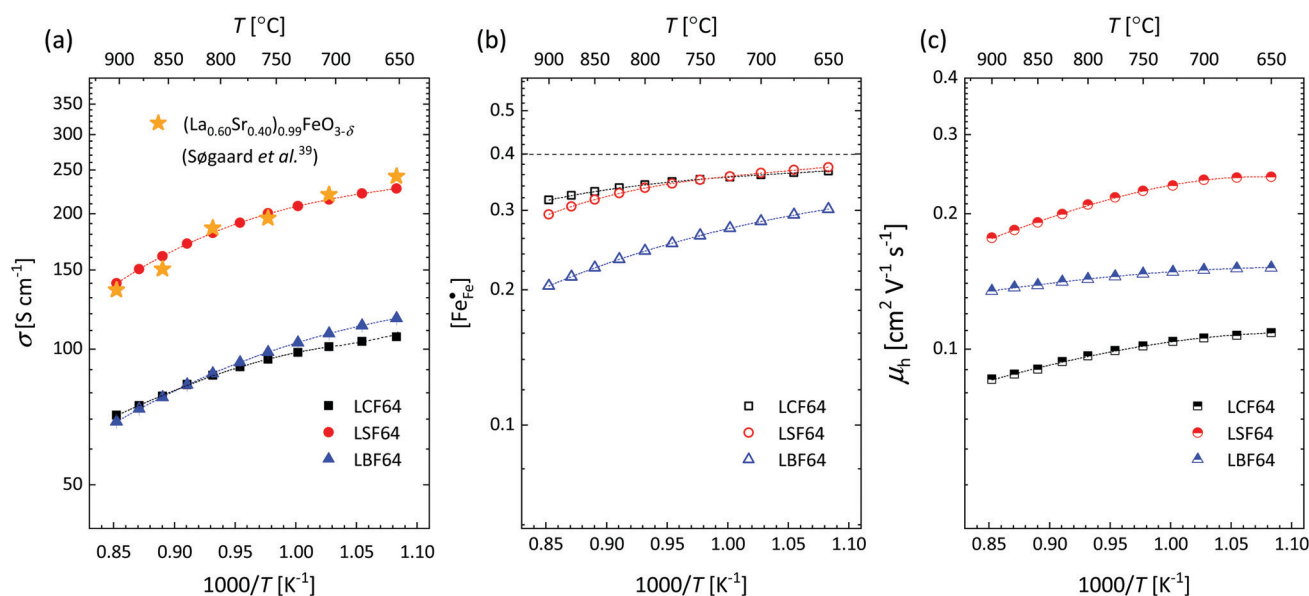 (a)
T [°C]
900 850 800 750 700 650
350
300
250
200
150
100
50
σ [S cm⁻¹]
(La0.60Sr0.40)0.99FeO3-δ
(Søgaard et al.39)
LCF64
LSF64
LBF64
0.85 0.90 0.95 1.00 1.05 1.10
1000/T [K⁻¹]
(b)
T [°C]
900 850 800 750 700 650
0.5
0.4
0.3
0.2
0.1
[Fe•Fe]
LCF64
LSF64
LBF64
0.85 0.90 0.95 1.00 1.05 1.10
1000/T [K⁻¹]
(c)
T [°C]
900 850 800 750 700 650
0.4
0.3
0.2
0.1
μh [cm² V⁻¹ s⁻¹]
LCF64
LSF64
LBF64
0.85 0.90 0.95 1.00 1.05 1.10
1000/T [K⁻¹]